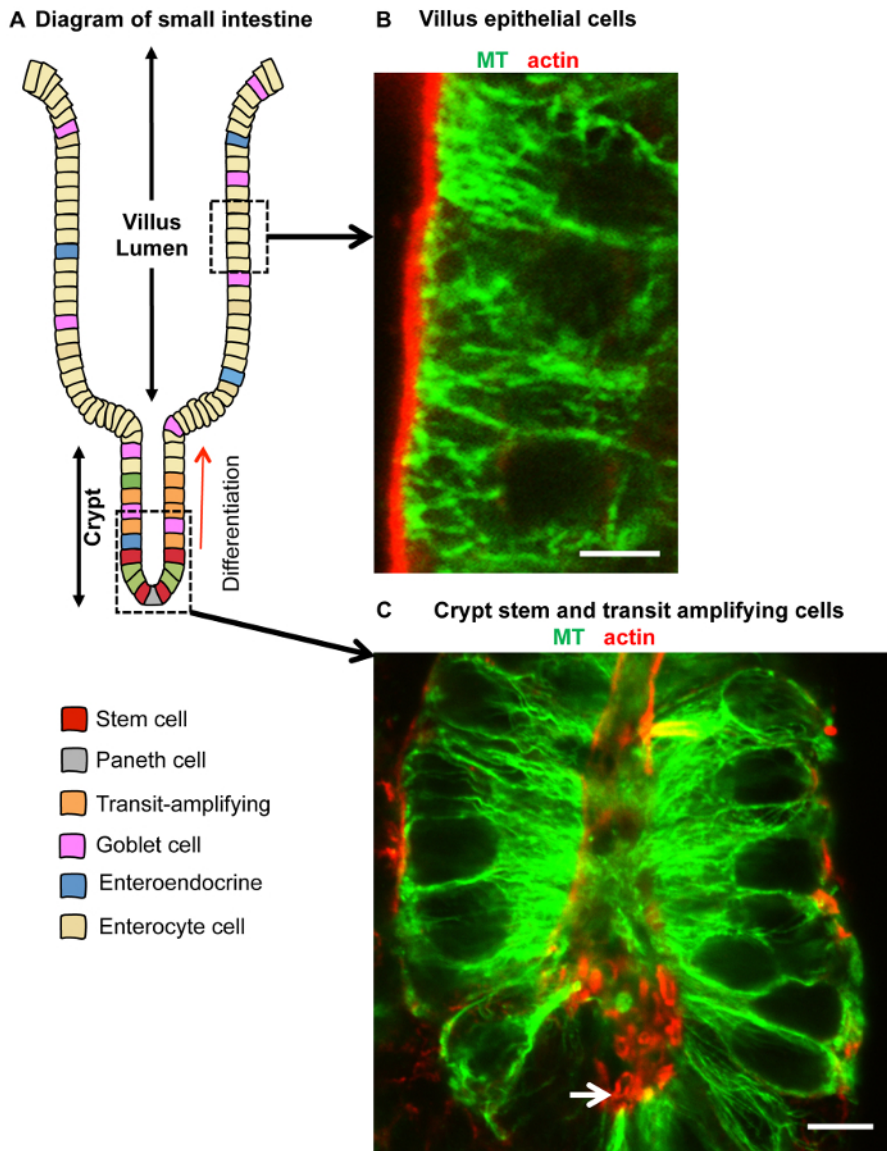 A Diagram of small intestine
Villus
Lumen
Crypt
Differentiation
Stem cell
Paneth cell
Transit-amplifying
Goblet cell
Enteroendocrine
Enterocyte cell
B Villus epithelial cells
MT actin
C Crypt stem and transit amplifying cells
MT actin